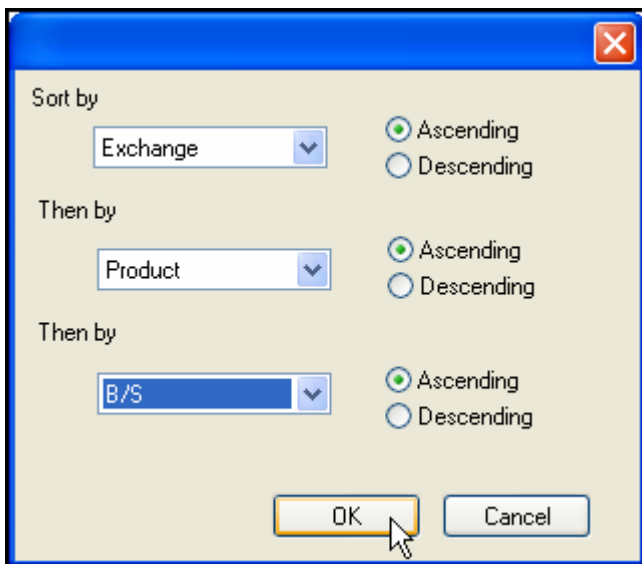 Sort by
Exchange
Ascending
Descending
Then by
Product
Ascending
Descending
Then by
B/S
Ascending
Descending
OK
Cancel